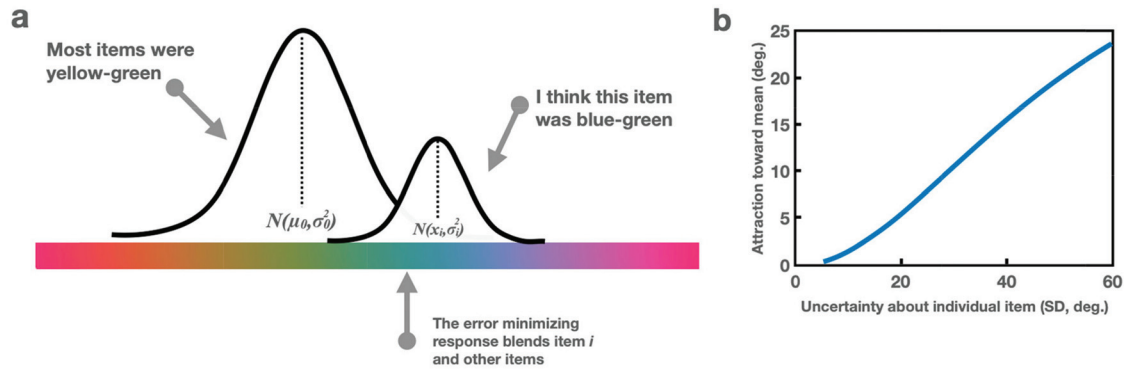 a
Most items were
yellow-green
I think this item
was blue-green
N(μ₀,σ₀²)
N(xᵢ,σᵢ²)
The error minimizing
response blends item i
and other items
b
Attraction toward mean (deg.)
25
20
15
10
5
0
0 20 40 60
Uncertainty about individual item (SD, deg.)